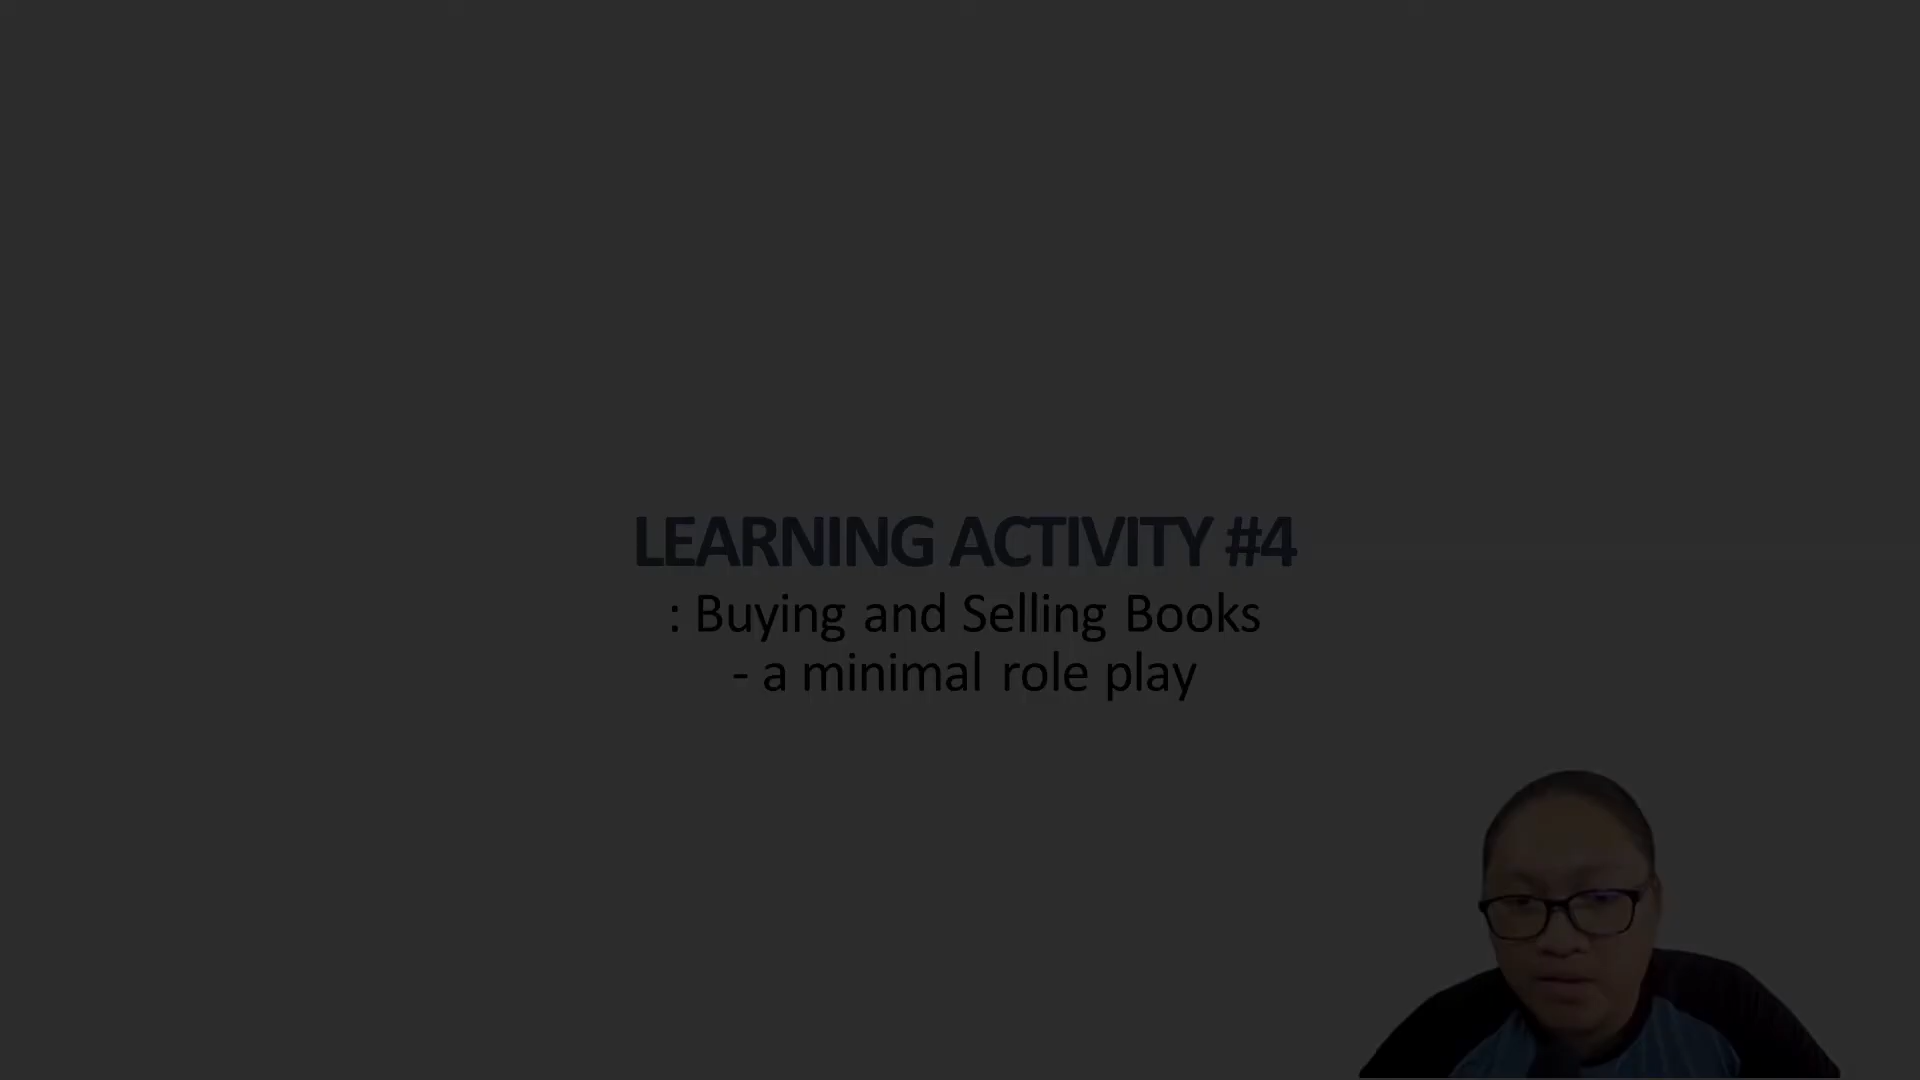 LEARNING ACTIVITY #4
: Buying and Selling Books
- a minimal role play